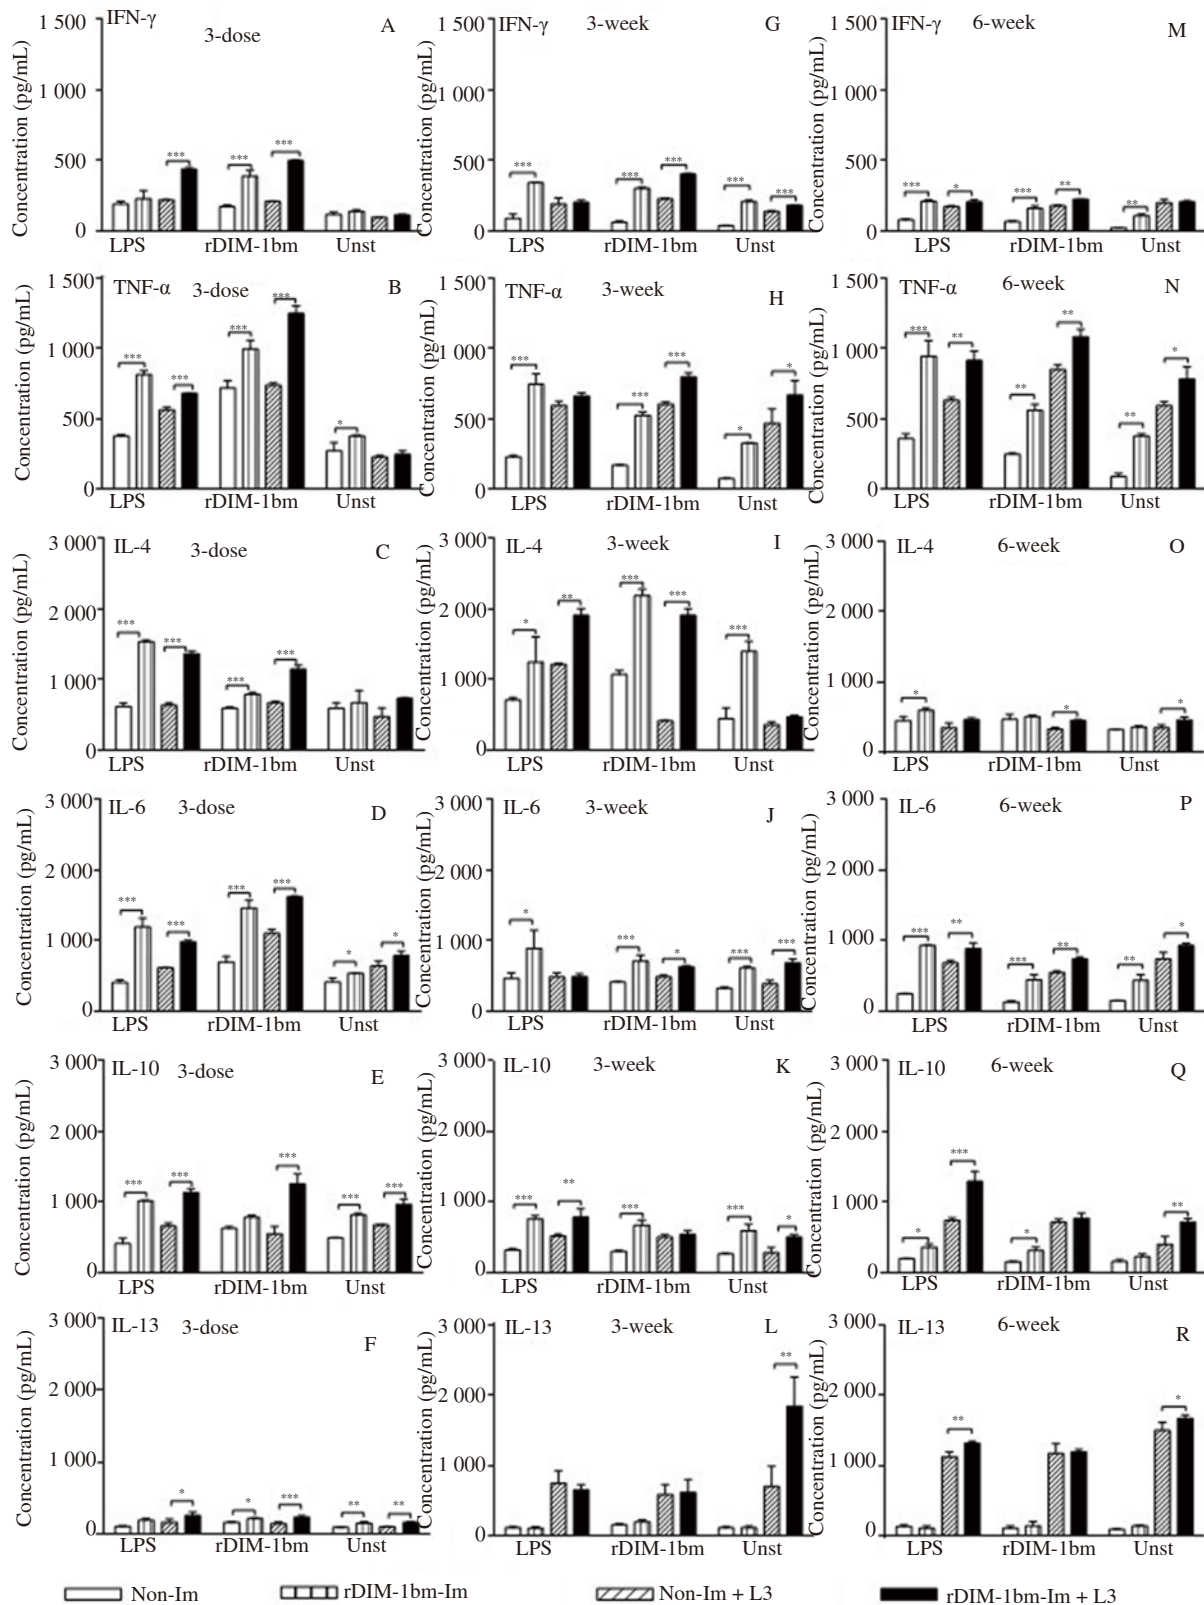 IFN-γ 3-dose A
Concentration (pg/mL)
1 500
1 000
500
0
*** *** ***
LPS rDIM-1bm Unst
IFN-γ 3-week G
Concentration (pg/mL)
1 500
1 000
500
0
*** *** *** *** ***
LPS rDIM-1bm Unst
IFN-γ 6-week M
Concentration (pg/mL)
1 500
1 000
500
0
*** * *** ** **
LPS rDIM-1bm Unst
TNF-α 3-dose B
Concentration (pg/mL)
1 500
1 000
500
0
*** *** *** *** *
LPS rDIM-1bm Unst
TNF-α 3-week H
Concentration (pg/mL)
1 500
1 000
500
0
*** *** *** * *
LPS rDIM-1bm Unst
TNF-α 6-week N
Concentration (pg/mL)
1 500
1 000
500
0
*** ** ** ** ** *
LPS rDIM-1bm Unst
IL-4 3-dose C
Concentration (pg/mL)
3 000
2 000
1 000
0
*** *** *** ***
LPS rDIM-1bm Unst
IL-4 3-week I
Concentration (pg/mL)
3 000
2 000
1 000
0
* ** *** *** ***
LPS rDIM-1bm Unst
IL-4 6-week O
Concentration (pg/mL)
3 000
2 000
1 000
0
* * *
LPS rDIM-1bm Unst
IL-6 3-dose D
Concentration (pg/mL)
3 000
2 000
1 000
0
*** *** *** *** * *
LPS rDIM-1bm Unst
IL-6 3-week J
Concentration (pg/mL)
3 000
2 000
1 000
0
* *** * *** ***
LPS rDIM-1bm Unst
IL-6 6-week P
Concentration (pg/mL)
3 000
2 000
1 000
0
*** ** *** ** ** *
LPS rDIM-1bm Unst
IL-10 3-dose E
Concentration (pg/mL)
3 000
2 000
1 000
0
*** *** *** *** ***
LPS rDIM-1bm Unst
IL-10 3-week K
Concentration (pg/mL)
3 000
2 000
1 000
0
*** ** *** *** *
LPS rDIM-1bm Unst
IL-10 6-week Q
Concentration (pg/mL)
3 000
2 000
1 000
0
* *** * **
LPS rDIM-1bm Unst
IL-13 3-dose F
Concentration (pg/mL)
3 000
2 000
1 000
0
* * *** ** **
LPS rDIM-1bm Unst
IL-13 3-week L
Concentration (pg/mL)
3 000
2 000
1 000
0
**
LPS rDIM-1bm Unst
IL-13 6-week R
Concentration (pg/mL)
3 000
2 000
1 000
0
** *
LPS rDIM-1bm Unst
Non-Im rDIM-1bm-Im Non-Im + L3 rDIM-1bm-Im + L3